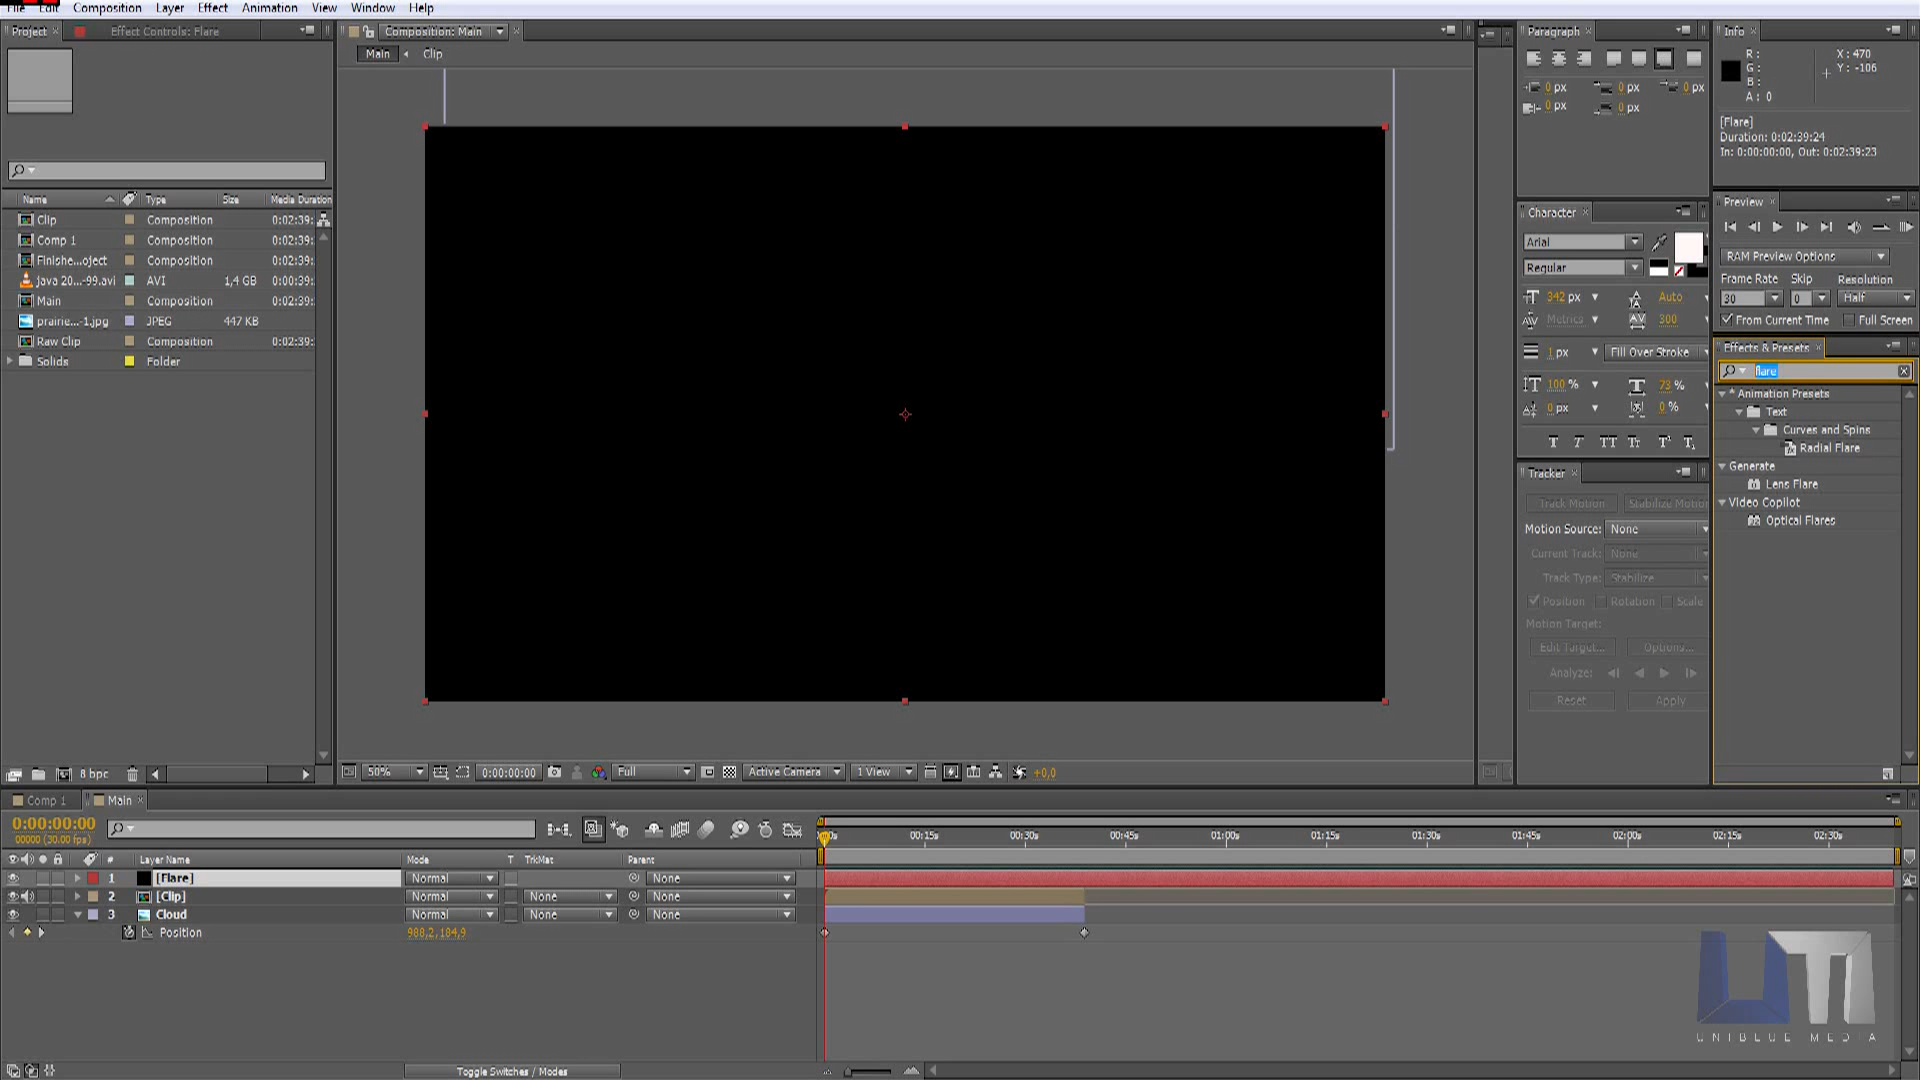 File Edit Composition Layer Effect Animation View Window Help
Project
Effect Controls: Flare
Composition: Main
Main
Clip
Name Type Size Media Duration
Clip Composition 0:02:39:
Comp 1 Composition 0:02:39:
Finishe...oject Composition 0:02:39:
java 20...-99.avi AVI 1,4 GB 0:00:39:
Main Composition 0:02:39:
prairie...-1.jpg JPEG 447 KB
Raw Clip Composition 0:02:39:
Solids Folder
8 bpc
50%
0:00:00:00
Full
Active Camera
1 View
+0,0
Paragraph
0 px 0 px 0 px
0 px 0 px
Character
Arial
Regular
342 px Auto
Metrics 300
1 px Fill Over Stroke
100 % 73 %
0 px 0 %
T T TT Tt T¹ T₁
Tracker
Track Motion Stabilize Motion
Motion Source: None
Current Track: None
Track Type: Stabilize
Position Rotation Scale
Motion Target:
Edit Target... Options...
Analyze:
Reset Apply
Info
R : X : 470
G : Y : -106
B :
A : 0
[Flare]
Duration: 0:02:39:24
In: 0:00:00:00, Out: 0:02:39:23
Preview
RAM Preview Options
Frame Rate Skip Resolution
30 0 Half
From Current Time Full Screen
Effects & Presets
flare
* Animation Presets
Text
Curves and Spins
Radial Flare
Generate
Lens Flare
Video Copilot
Optical Flares
Comp 1
Main
0:00:00:00
00000 (30.00 fps)
# Layer Name Mode T TrkMat Parent
1 [Flare] Normal None
2 [Clip] Normal None None
3 Cloud Normal None None
Position 988,2,184,9
00:15s 00:30s 00:45s 01:00s 01:15s 01:30s 01:45s 02:00s 02:15s 02:30s
Toggle Switches / Modes
UNIBLUE MEDIA